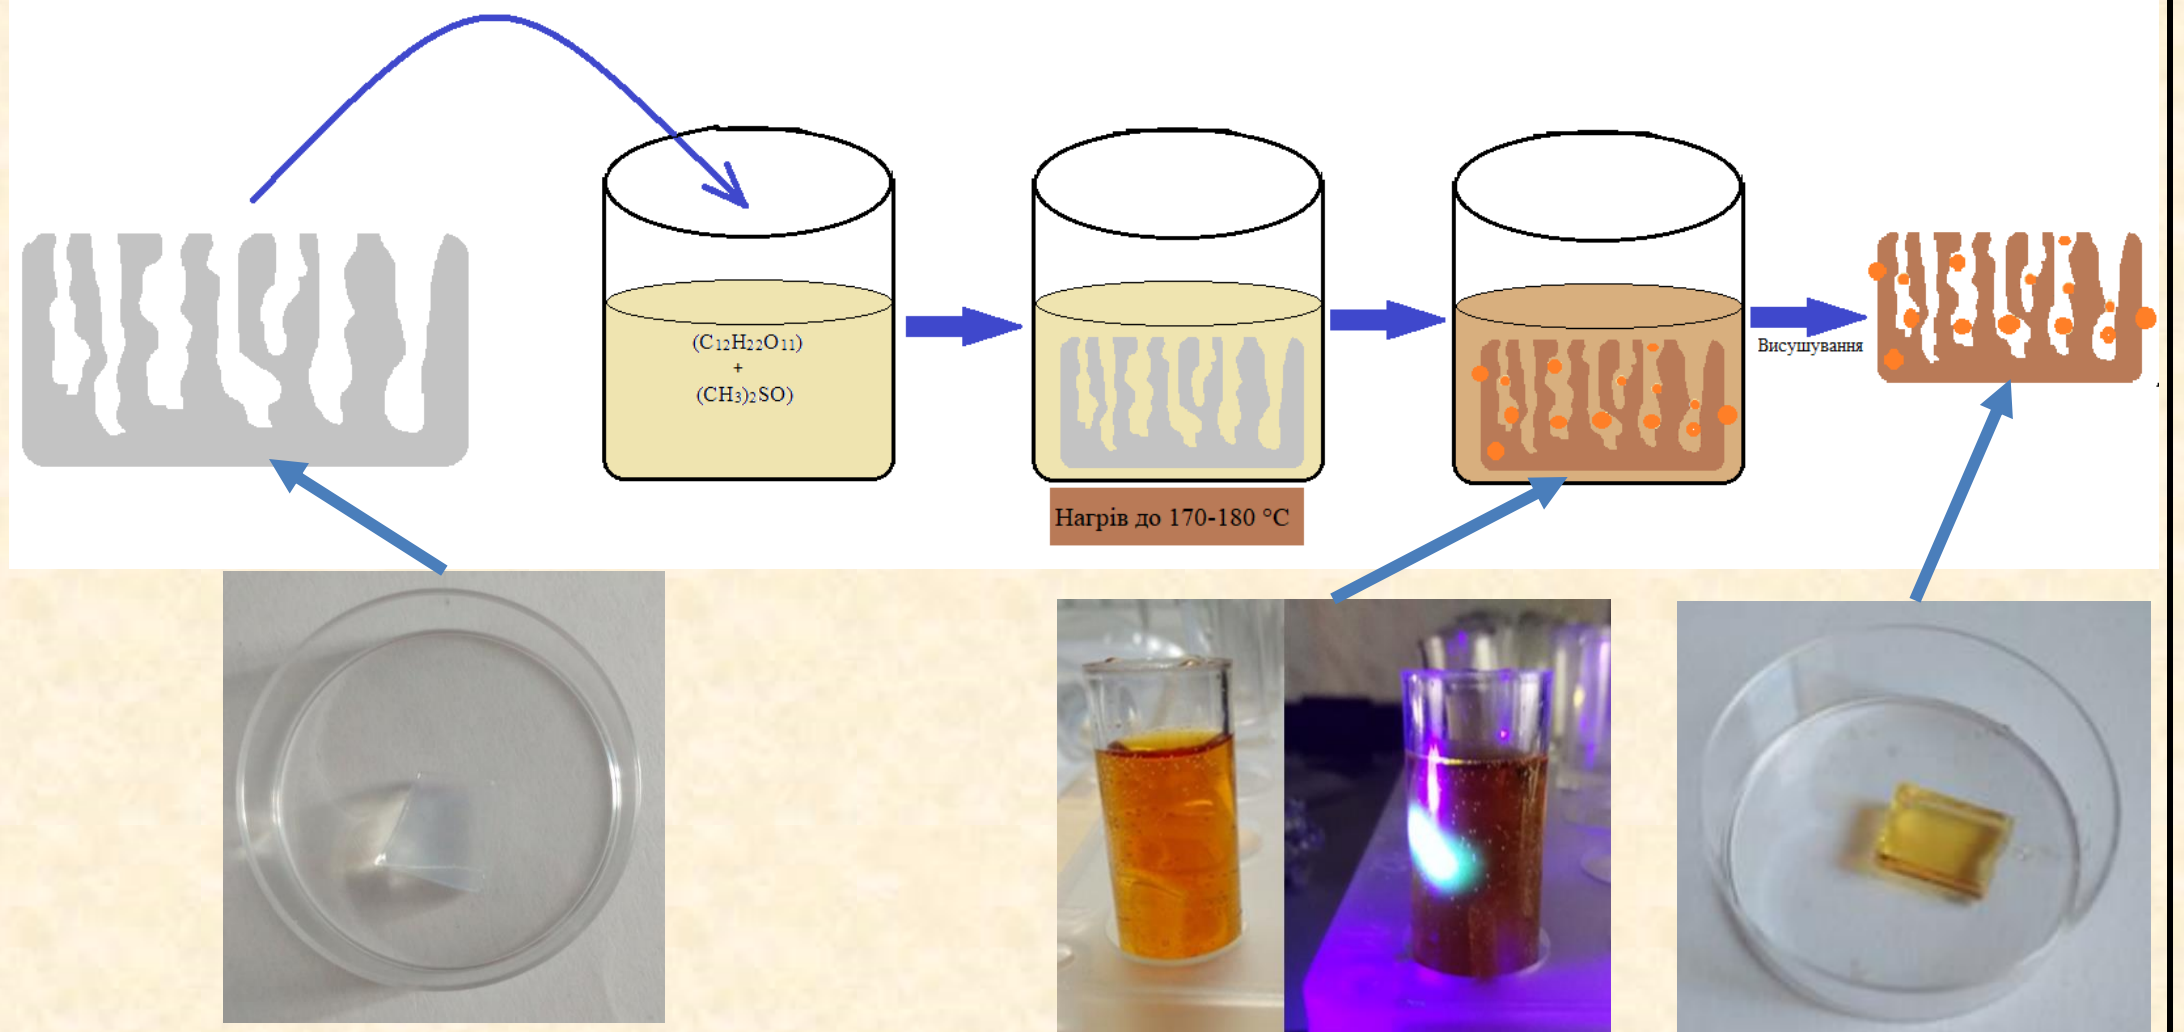 (C₁₂H₂₂O₁₁)
+
(CH₃)₂SO)
Нагрів до 170-180 °C
Висушування